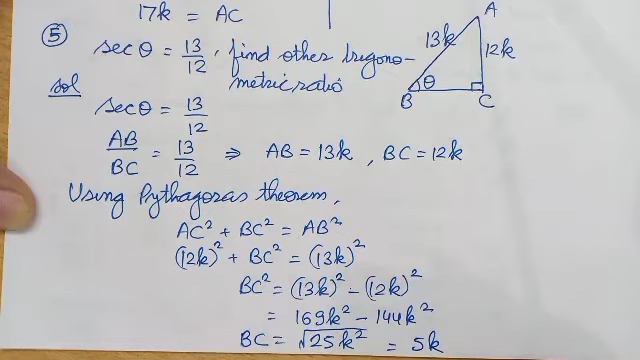 17k = AC
⑤ secθ = 13/12, find other trigono-
metric ratio
sol
secθ = 13/12
AB/BC = 13/12 ⇒ AB = 13k, BC = 12k
Using Pythagoras theorem,
AC² + BC² = AB²
(12k)² + BC² = (13k)²
BC² = (13k)² - (12k)²
= 169k² - 144k²
BC = √25k² = 5k
A
13k
12k
θ
B
C